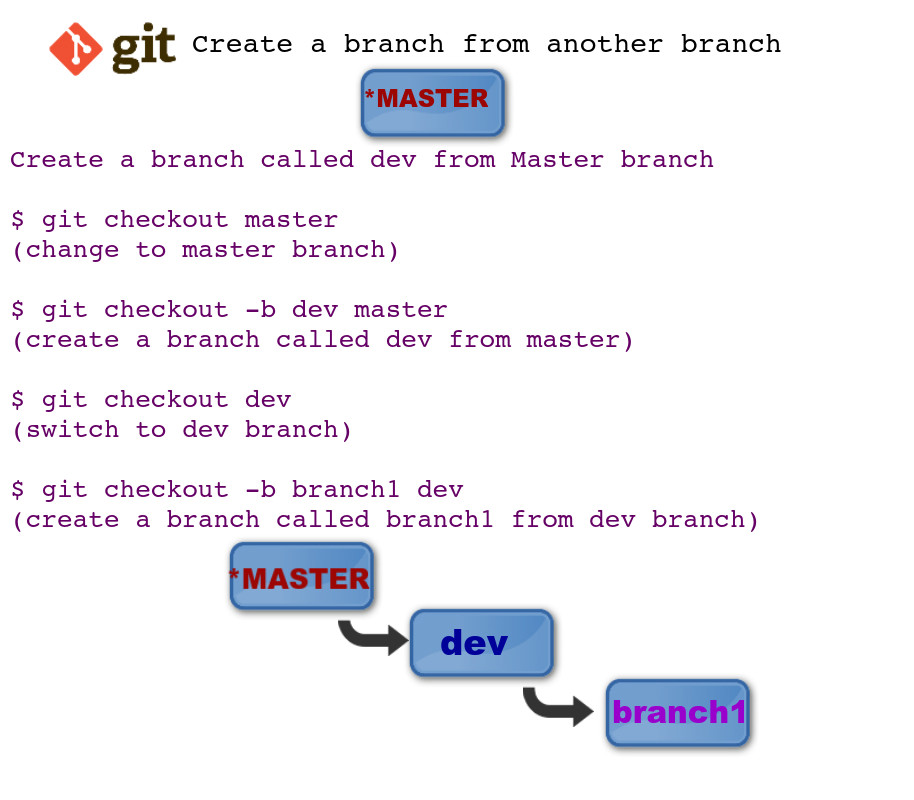 git Create a branch from another branch
*MASTER
Create a branch called dev from Master branch
$ git checkout master
(change to master branch)
$ git checkout -b dev master
(create a branch called dev from master)
$ git checkout dev
(switch to dev branch)
$ git checkout -b branch1 dev
(create a branch called branch1 from dev branch)
*MASTER
dev
branch1